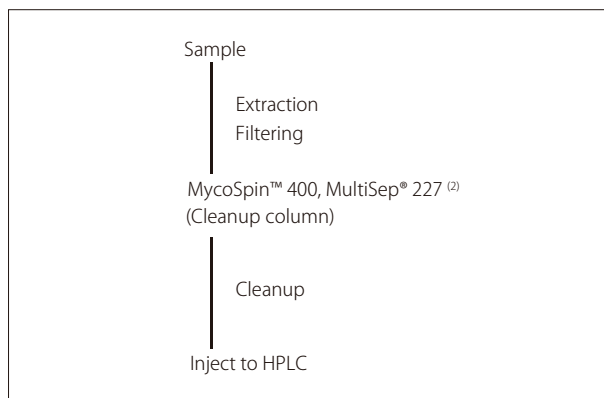 Sample
Extraction
Filtering
MycoSpin™ 400, MultiSep® 227 (2)
(Cleanup column)
Cleanup
Inject to HPLC